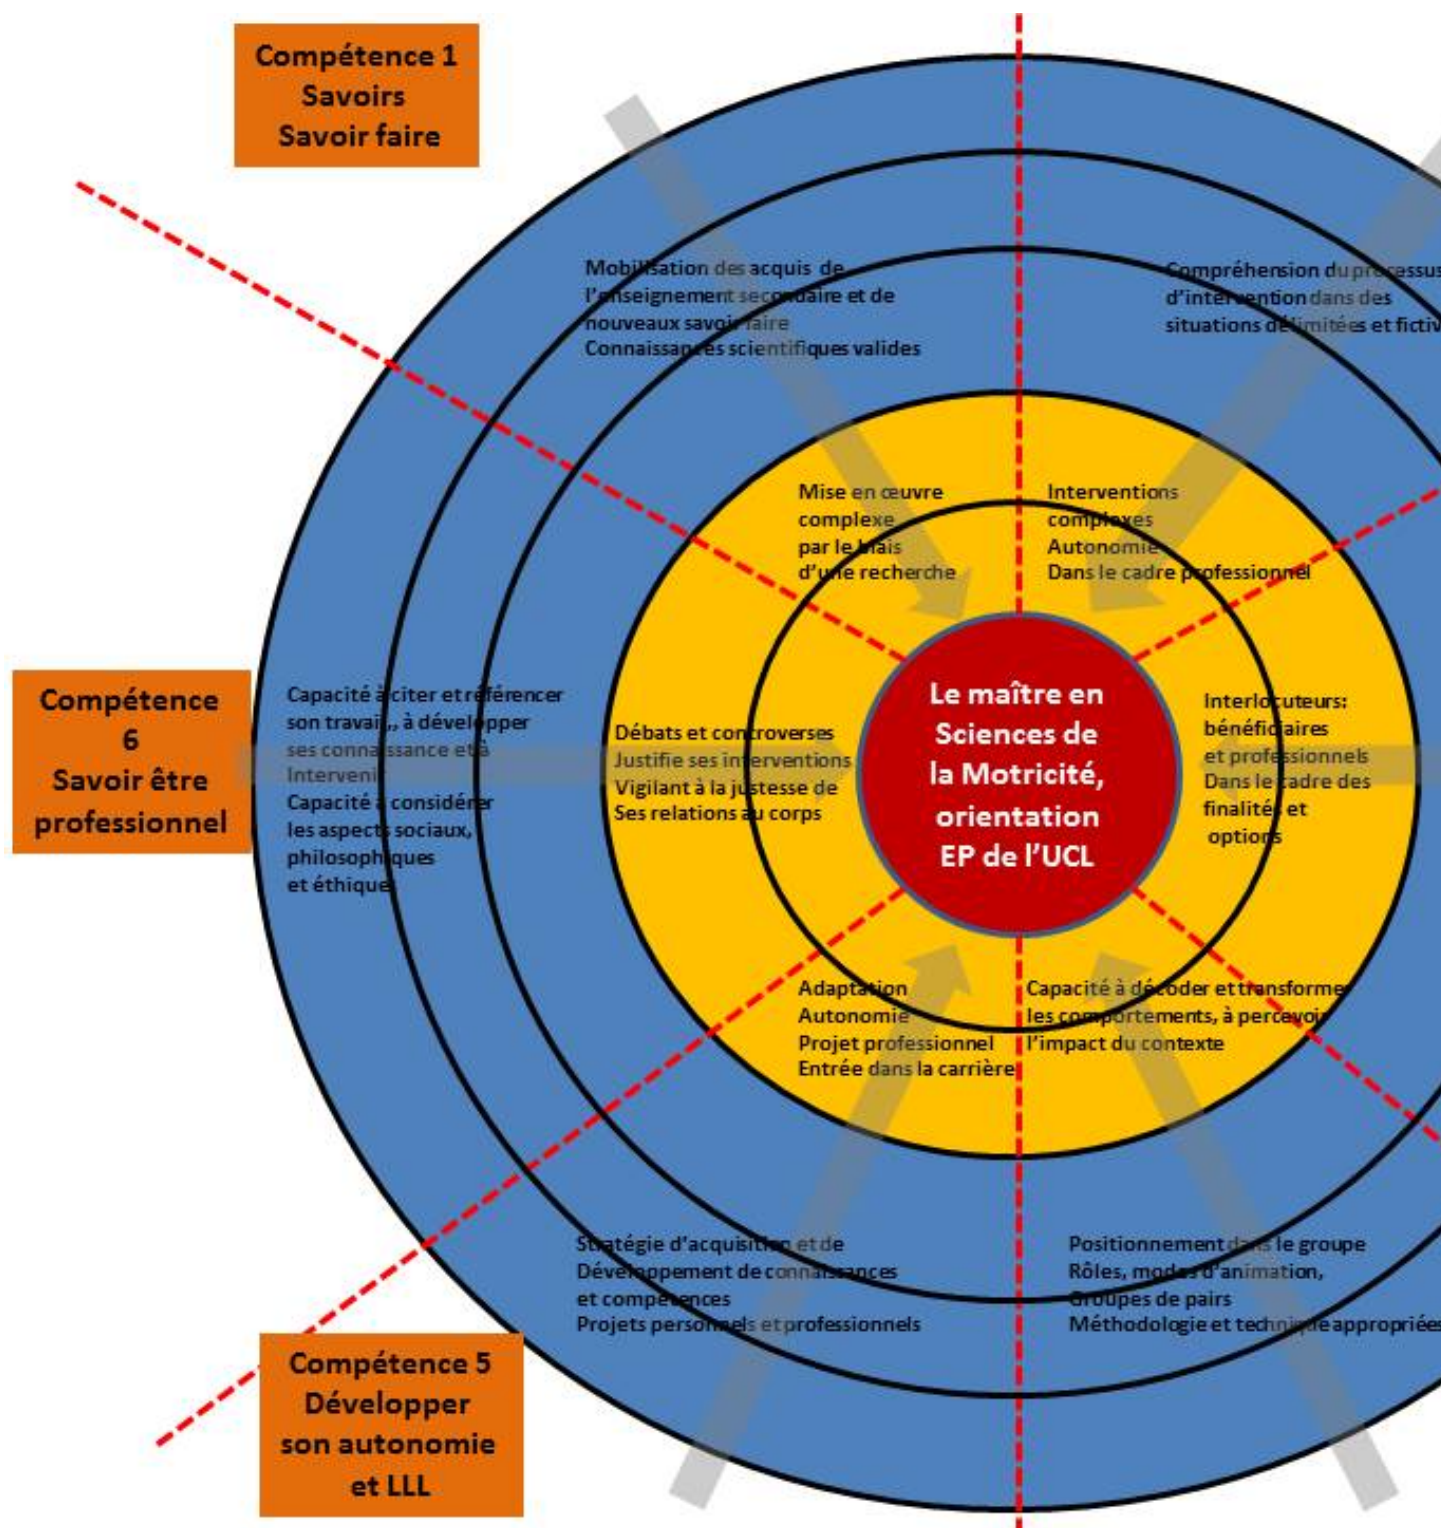 Compétence 1
Savoirs
Savoir faire
Mobilisation des acquis de
l'enseignement secondaire et de
nouveaux savoir faire
Connaissances scientifiques valides
Compréhension du processus
d'intervention dans des
situations délimitées et fictiv
Mise en œuvre
complexe
par le biais
d'une recherche
Interventions
complexes
Autonomie
Dans le cadre professionnel
Compétence
6
Savoir être
professionnel
Capacité à citer et référencer
son travail,, à développer
ses connaissance et à
Intervenir
Capacité à considérer
les aspects sociaux,
philosophiques
et éthiques
Débats et controverses
Justifie ses interventions
Vigilant à la justesse de
Ses relations au corps
Le maître en
Sciences de
la Motricité,
orientation
EP de l'UCL
Interlocuteurs:
bénéficiaires
et professionnels
Dans le cadre des
finalités et
options
Adaptation
Autonomie
Projet professionnel
Entrée dans la carrière
Capacité à décoder et transformer
les comportements, à percevoir
l'impact du contexte
Stratégie d'acquisition et de
Développement de connaissances
et compétences
Projets personnels et professionnels
Positionnement dans le groupe
Rôles, modes d'animation,
Groupes de pairs
Méthodologie et technique appropriées
Compétence 5
Développer
son autonomie
et LLL